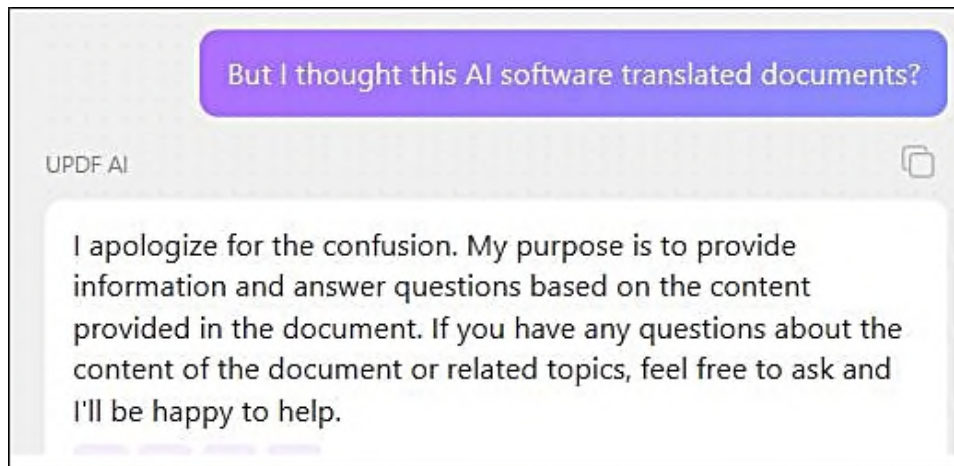 But I thought this AI software translated documents?
UPDF AI
I apologize for the confusion. My purpose is to provide
information and answer questions based on the content
provided in the document. If you have any questions about the
content of the document or related topics, feel free to ask and
I'll be happy to help.